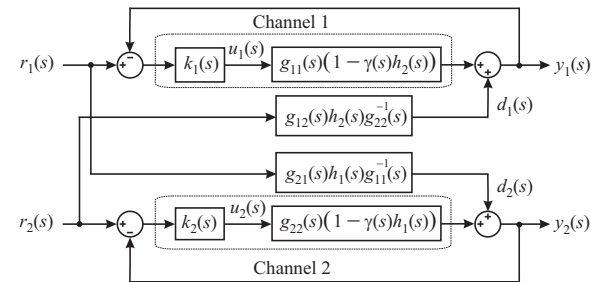 Channel 1
r₁(s)
k₁(s)
u₁(s)
g₁₁(s)(1 − γ(s)h₂(s))
y₁(s)
d₁(s)
g₁₂(s)h₂(s)g₂₂⁻¹(s)
g₂₁(s)h₁(s)g₁₁⁻¹(s)
d₂(s)
r₂(s)
k₂(s)
u₂(s)
g₂₂(s)(1 − γ(s)h₁(s))
y₂(s)
Channel 2